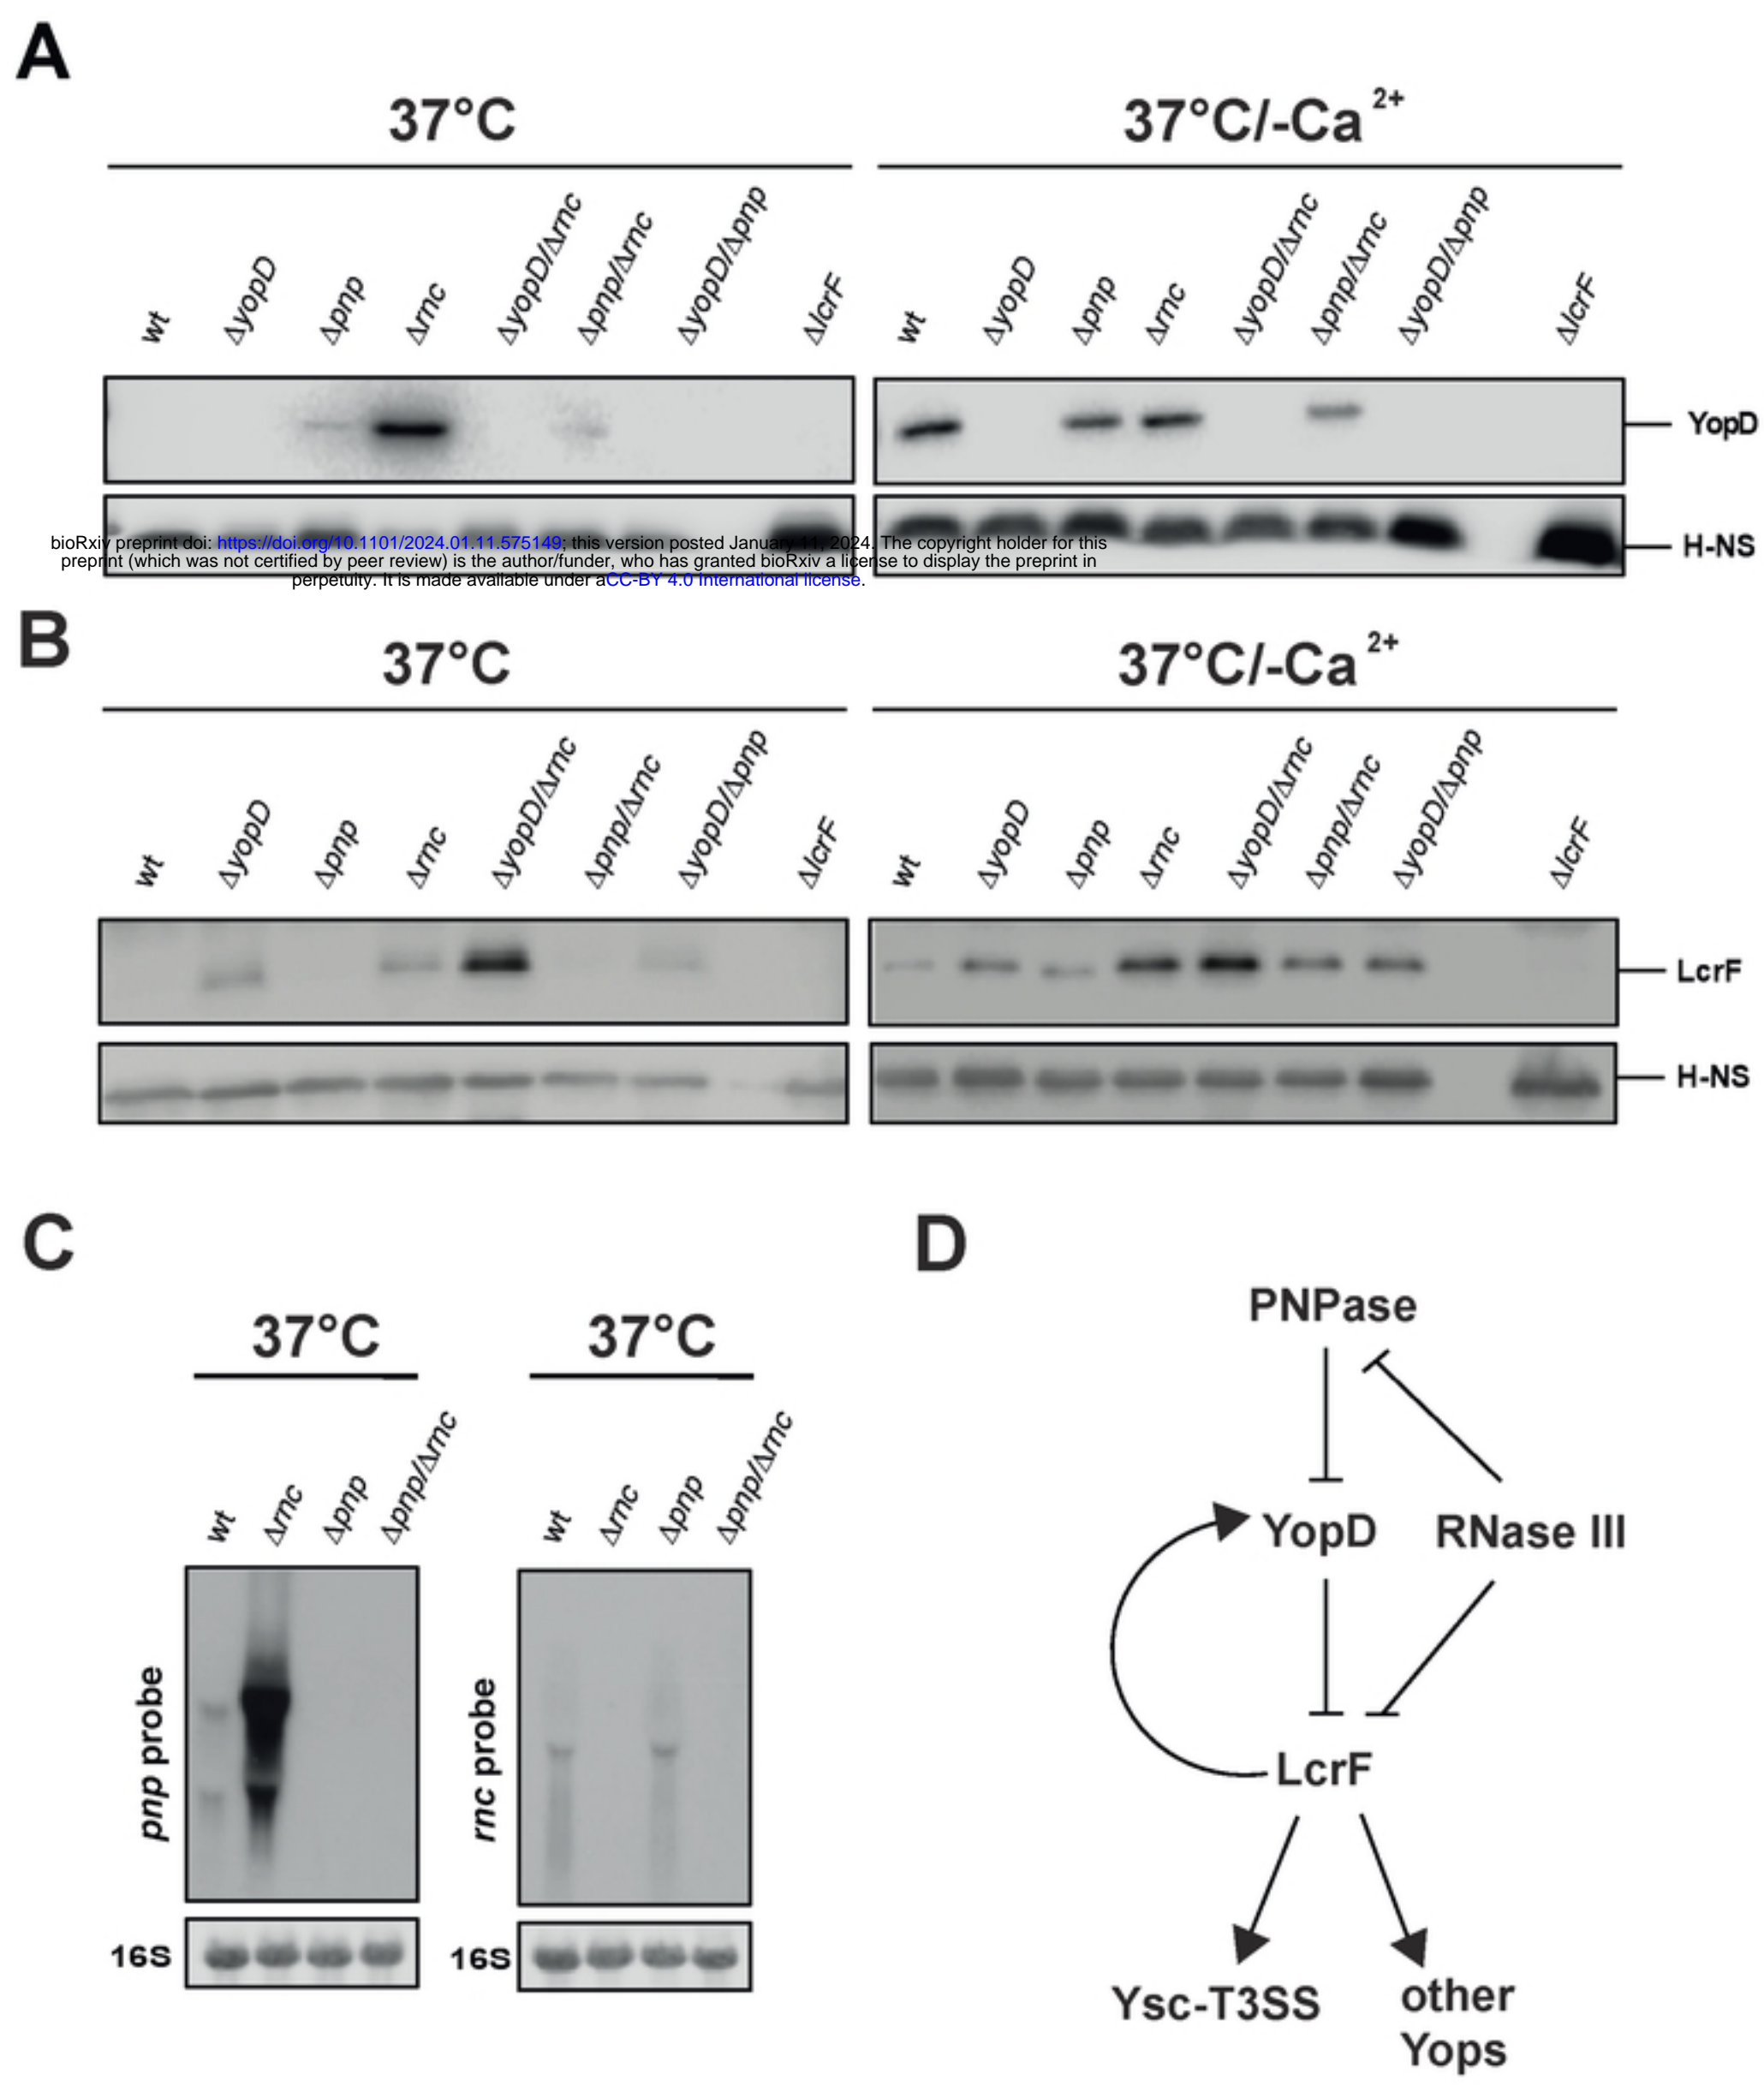 A
37°C
37°C/-Ca2+
wt
ΔyopD
Δpnp
Δrnc
ΔyopD/Δrnc
Δpnp/Δrnc
ΔyopD/Δpnp
ΔlcrF
wt
ΔyopD
Δpnp
Δrnc
ΔyopD/Δrnc
Δpnp/Δrnc
ΔyopD/Δpnp
ΔlcrF
YopD
H-NS
bioRxiv preprint doi: https://doi.org/10.1101/2024.01.11.575149; this version posted January 11, 2024. The copyright holder for this
preprint (which was not certified by peer review) is the author/funder, who has granted bioRxiv a license to display the preprint in
perpetuity. It is made available under aCC-BY 4.0 International license.
B
37°C
37°C/-Ca2+
wt
ΔyopD
Δpnp
Δrnc
ΔyopD/Δrnc
Δpnp/Δrnc
ΔyopD/Δpnp
ΔlcrF
wt
ΔyopD
Δpnp
Δrnc
ΔyopD/Δrnc
Δpnp/Δrnc
ΔyopD/Δpnp
ΔlcrF
LcrF
H-NS
C
37°C
37°C
wt
Δrnc
Δpnp
Δpnp/Δrnc
wt
Δrnc
Δpnp
Δpnp/Δrnc
pnp probe
rnc probe
16S
16S
D
PNPase
YopD
RNase III
LcrF
Ysc-T3SS
other
Yops